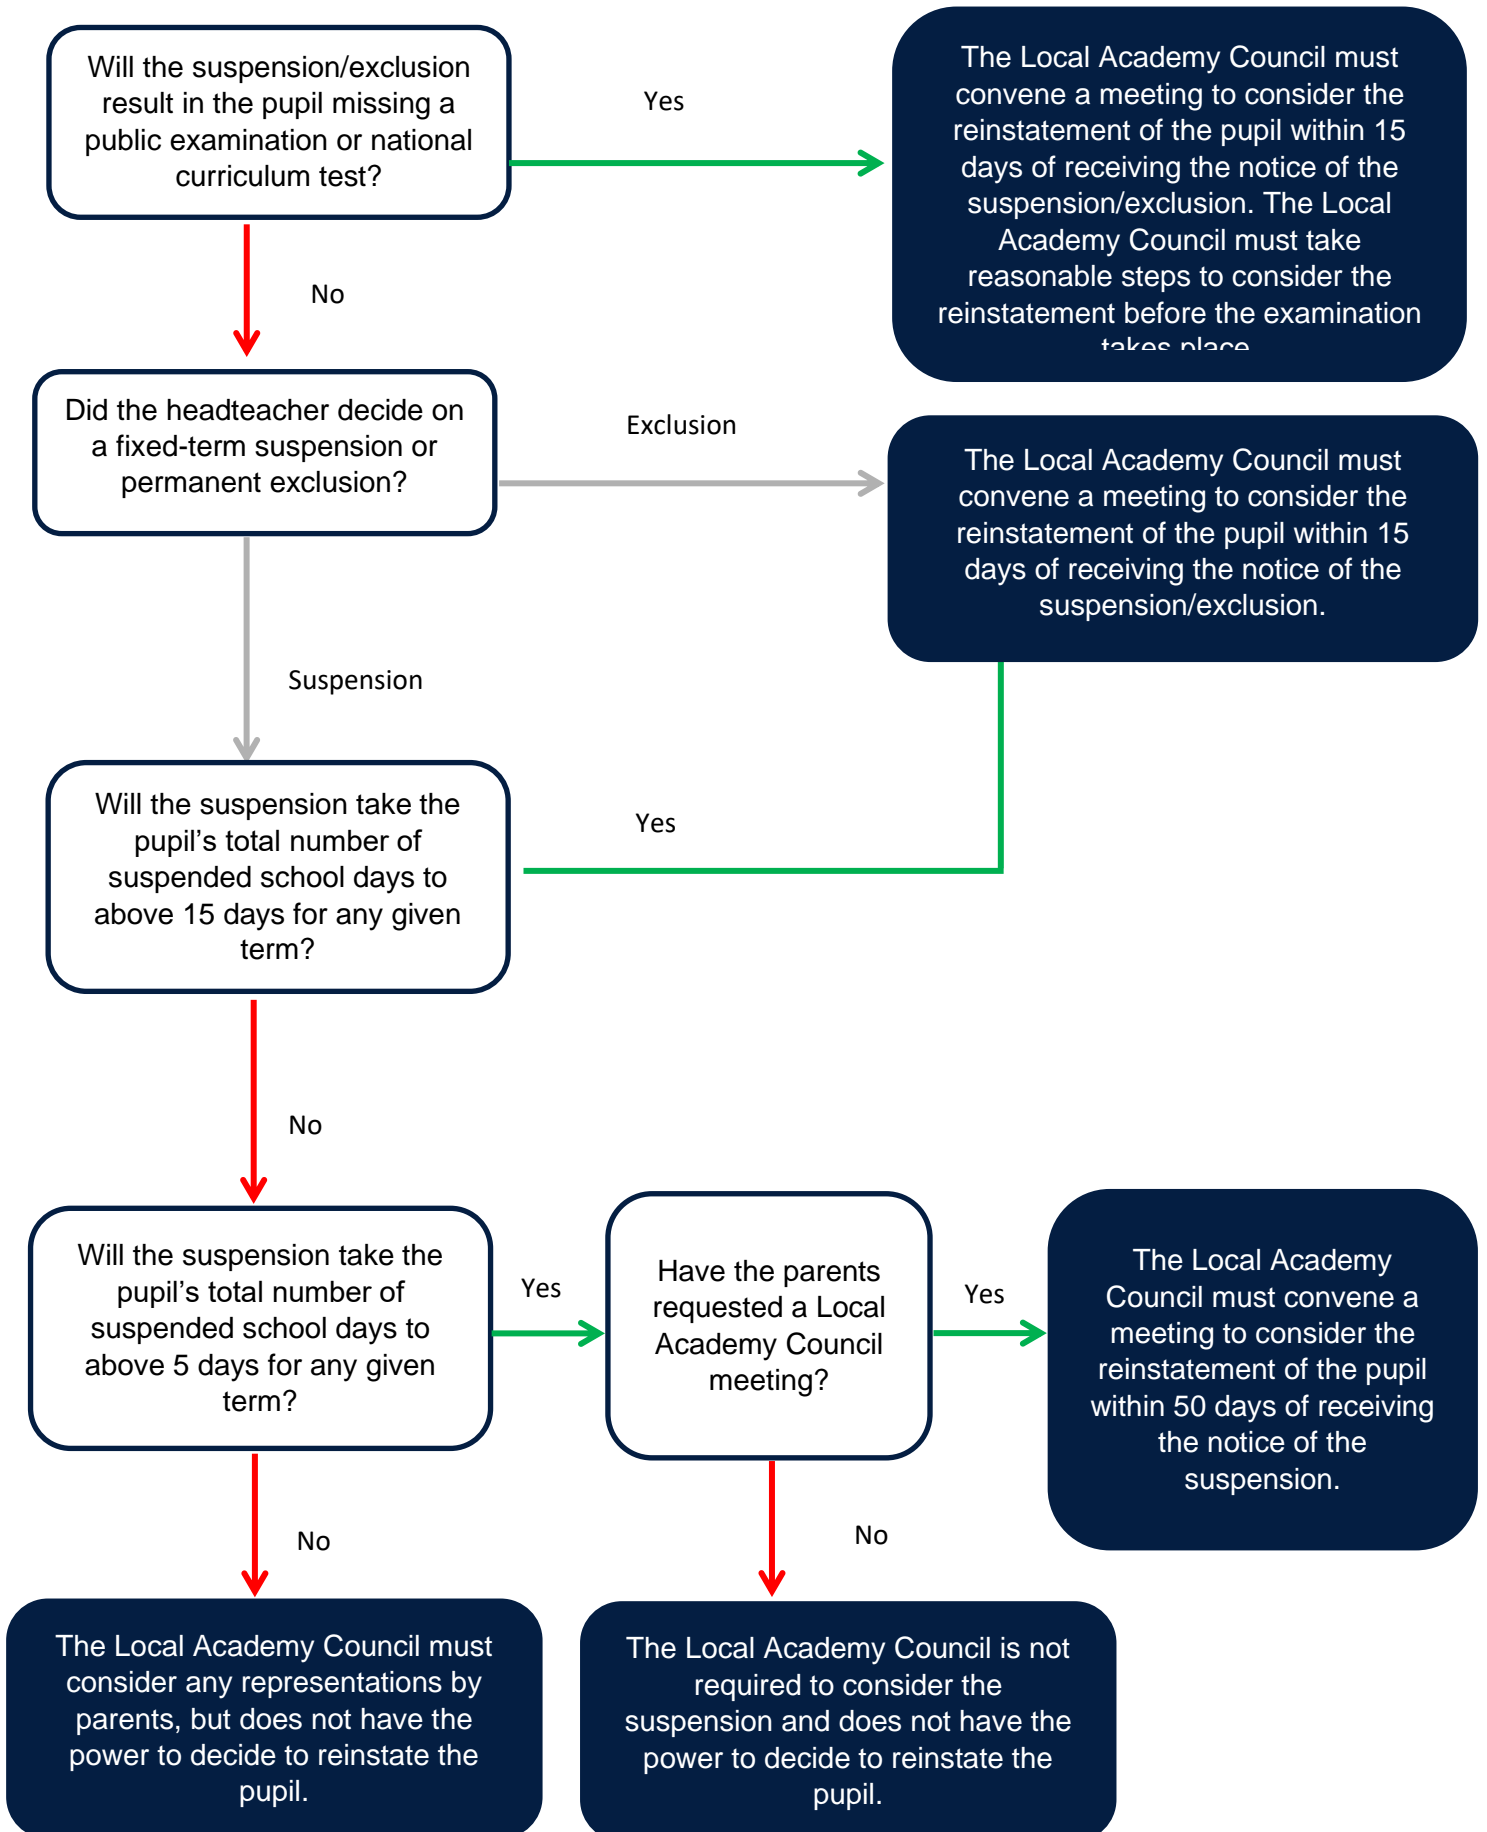 Will the suspension/exclusion
result in the pupil missing a
public examination or national
curriculum test?
Yes
The Local Academy Council must
convene a meeting to consider the
reinstatement of the pupil within 15
days of receiving the notice of the
suspension/exclusion. The Local
Academy Council must take
reasonable steps to consider the
reinstatement before the examination
takes place
No
Did the headteacher decide on
a fixed-term suspension or
permanent exclusion?
Exclusion
The Local Academy Council must
convene a meeting to consider the
reinstatement of the pupil within 15
days of receiving the notice of the
suspension/exclusion.
Suspension
Will the suspension take the
pupil’s total number of
suspended school days to
above 15 days for any given
term?
Yes
No
Will the suspension take the
pupil’s total number of
suspended school days to
above 5 days for any given
term?
Yes
Have the parents
requested a Local
Academy Council
meeting?
Yes
The Local Academy
Council must convene a
meeting to consider the
reinstatement of the pupil
within 50 days of receiving
the notice of the
suspension.
No
No
The Local Academy Council must
consider any representations by
parents, but does not have the
power to decide to reinstate the
pupil.
The Local Academy Council is not
required to consider the
suspension and does not have the
power to decide to reinstate the
pupil.